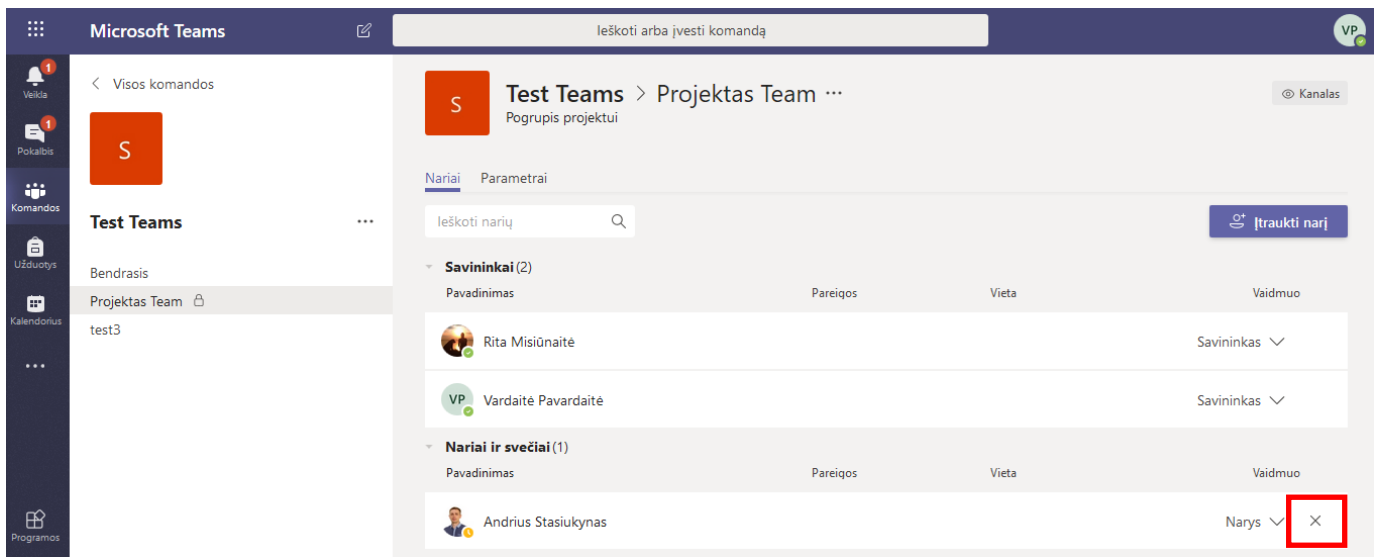 Microsoft Teams
Ieškoti arba įvesti komandą
VP
1
Veikla
1
Pokalbis
Komandos
Užduotys
Kalendorius
Programos
Visos komandos
S
Test Teams
Bendrasis
Projektas Team
test3
S
Test Teams > Projektas Team ...
Pogrupis projektui
Kanalas
Nariai Parametrai
Ieškoti narių
Įtraukti narį
Savininkai (2)
Pavadinimas Pareigos Vieta Vaidmuo
Rita Misiūnaitė Savininkas
VP Vardaitė Pavardaitė Savininkas
Nariai ir svečiai (1)
Pavadinimas Pareigos Vieta Vaidmuo
Andrius Stasiukynas Narys